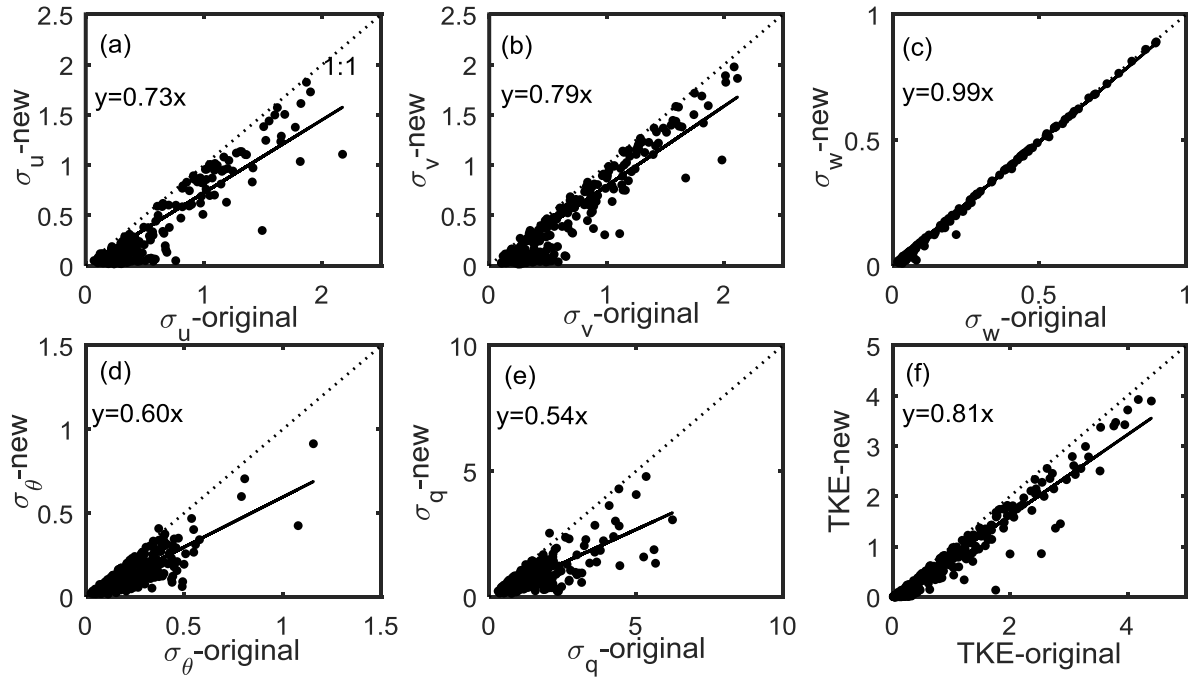 2.5
2
1.5
1
0.5
0
(a)
1:1
y=0.73x
σu-new
0
1
2
σu-original
2.5
2
1.5
1
0.5
0
(b)
y=0.79x
σv-new
0
1
2
σv-original
1
0.5
0
(c)
y=0.99x
σw-new
0
0.5
1
σw-original
1.5
1
0.5
0
(d)
y=0.60x
σθ-new
0
0.5
1
1.5
σθ-original
10
5
0
(e)
y=0.54x
σq-new
0
5
10
σq-original
5
4
3
2
1
0
(f)
y=0.81x
TKE-new
0
2
4
TKE-original